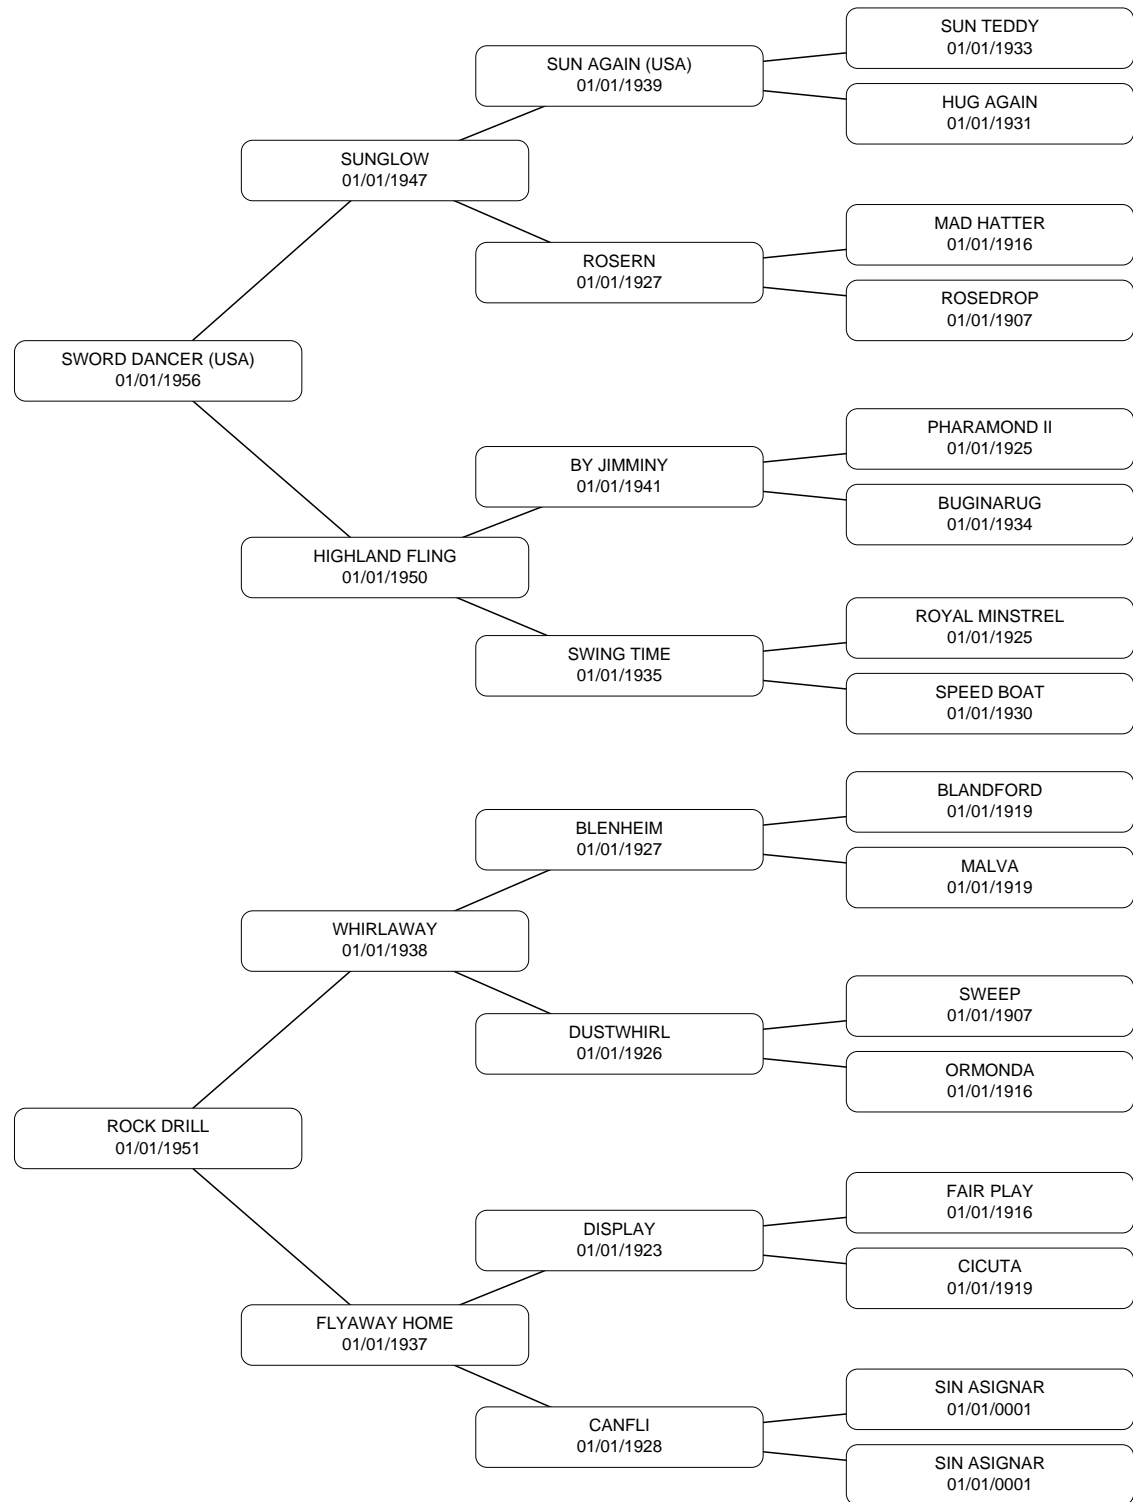 SUN TEDDY
01/01/1933
SUN AGAIN (USA)
01/01/1939
HUG AGAIN
01/01/1931
SUNGLOW
01/01/1947
MAD HATTER
01/01/1916
ROSERN
01/01/1927
ROSEDROP
01/01/1907
SWORD DANCER (USA)
01/01/1956
PHARAMOND II
01/01/1925
BY JIMMINY
01/01/1941
BUGINARUG
01/01/1934
HIGHLAND FLING
01/01/1950
ROYAL MINSTREL
01/01/1925
SWING TIME
01/01/1935
SPEED BOAT
01/01/1930
BLANDFORD
01/01/1919
BLENHEIM
01/01/1927
MALVA
01/01/1919
WHIRLAWAY
01/01/1938
SWEEP
01/01/1907
DUSTWHIRL
01/01/1926
ORMONDA
01/01/1916
ROCK DRILL
01/01/1951
FAIR PLAY
01/01/1916
DISPLAY
01/01/1923
CICUTA
01/01/1919
FLYAWAY HOME
01/01/1937
SIN ASIGNAR
01/01/0001
CANFLI
01/01/1928
SIN ASIGNAR
01/01/0001